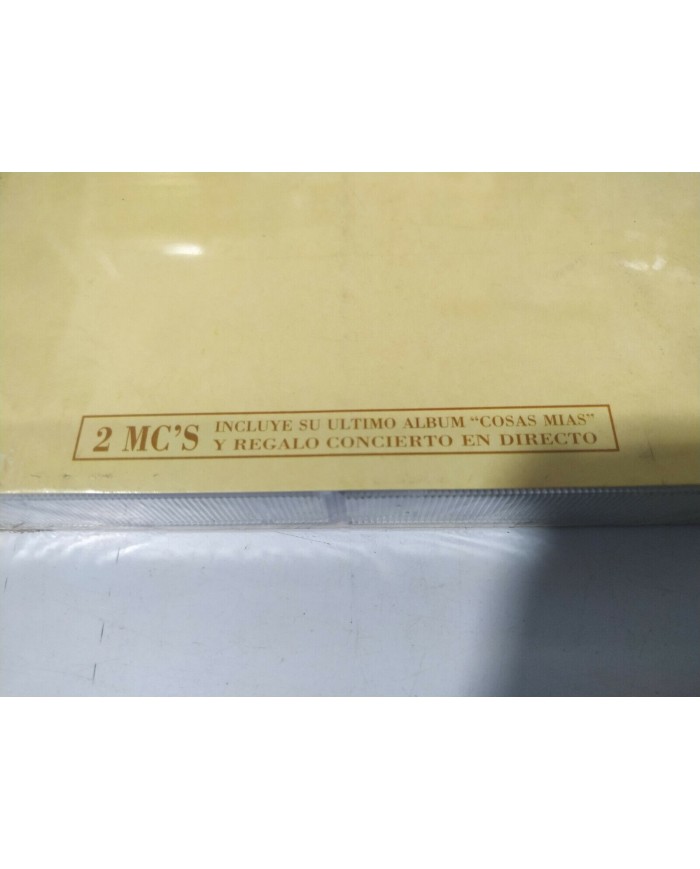 2 MC'S
INCLUYE SU ULTIMO ALBUM "COSAS MIAS"
Y REGALO CONCIERTO EN DIRECTO